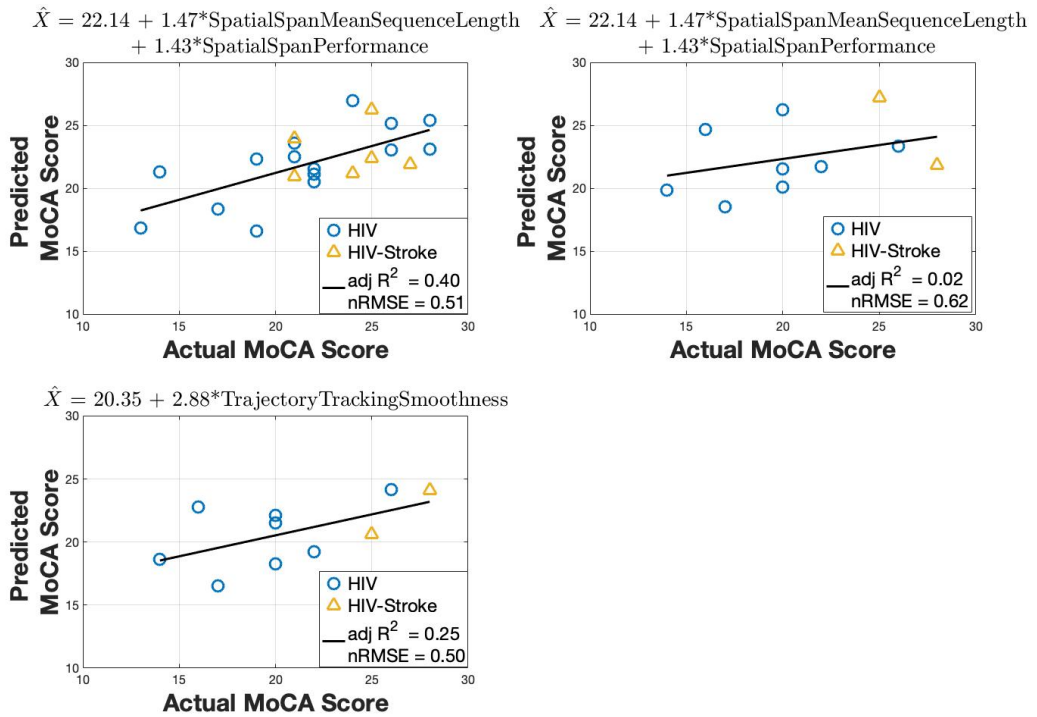 X̂ = 22.14 + 1.47*SpatialSpanMeanSequenceLength
+ 1.43*SpatialSpanPerformance
30
25
20
15
10
10 15 20 25 30
Predicted
MoCA Score
Actual MoCA Score
HIV
HIV-Stroke
adj R² = 0.40
nRMSE = 0.51
X̂ = 22.14 + 1.47*SpatialSpanMeanSequenceLength
+ 1.43*SpatialSpanPerformance
30
25
20
15
10
10 15 20 25 30
Predicted
MoCA Score
Actual MoCA Score
HIV
HIV-Stroke
adj R² = 0.02
nRMSE = 0.62
X̂ = 20.35 + 2.88*TrajectoryTrackingSmoothness
30
25
20
15
10
10 15 20 25 30
Predicted
MoCA Score
Actual MoCA Score
HIV
HIV-Stroke
adj R² = 0.25
nRMSE = 0.50